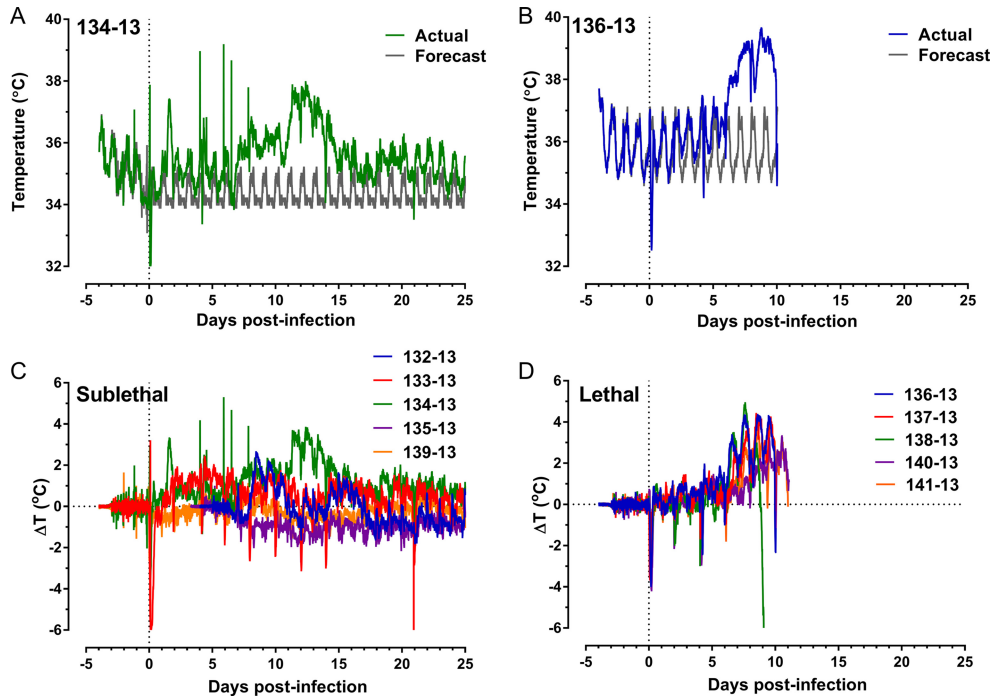 A
134-13
Actual
Forecast
40
38
36
34
32
Temperature (°C)
-5 0 5 10 15 20 25
Days post-infection
B
136-13
Actual
Forecast
40
38
36
34
32
Temperature (°C)
-5 0 5 10 15 20 25
Days post-infection
C
Sublethal
132-13
133-13
134-13
135-13
139-13
6
4
2
0
-2
-4
-6
ΔT (°C)
-5 0 5 10 15 20 25
Days post-infection
D
Lethal
136-13
137-13
138-13
140-13
141-13
6
4
2
0
-2
-4
-6
ΔT (°C)
-5 0 5 10 15 20 25
Days post-infection